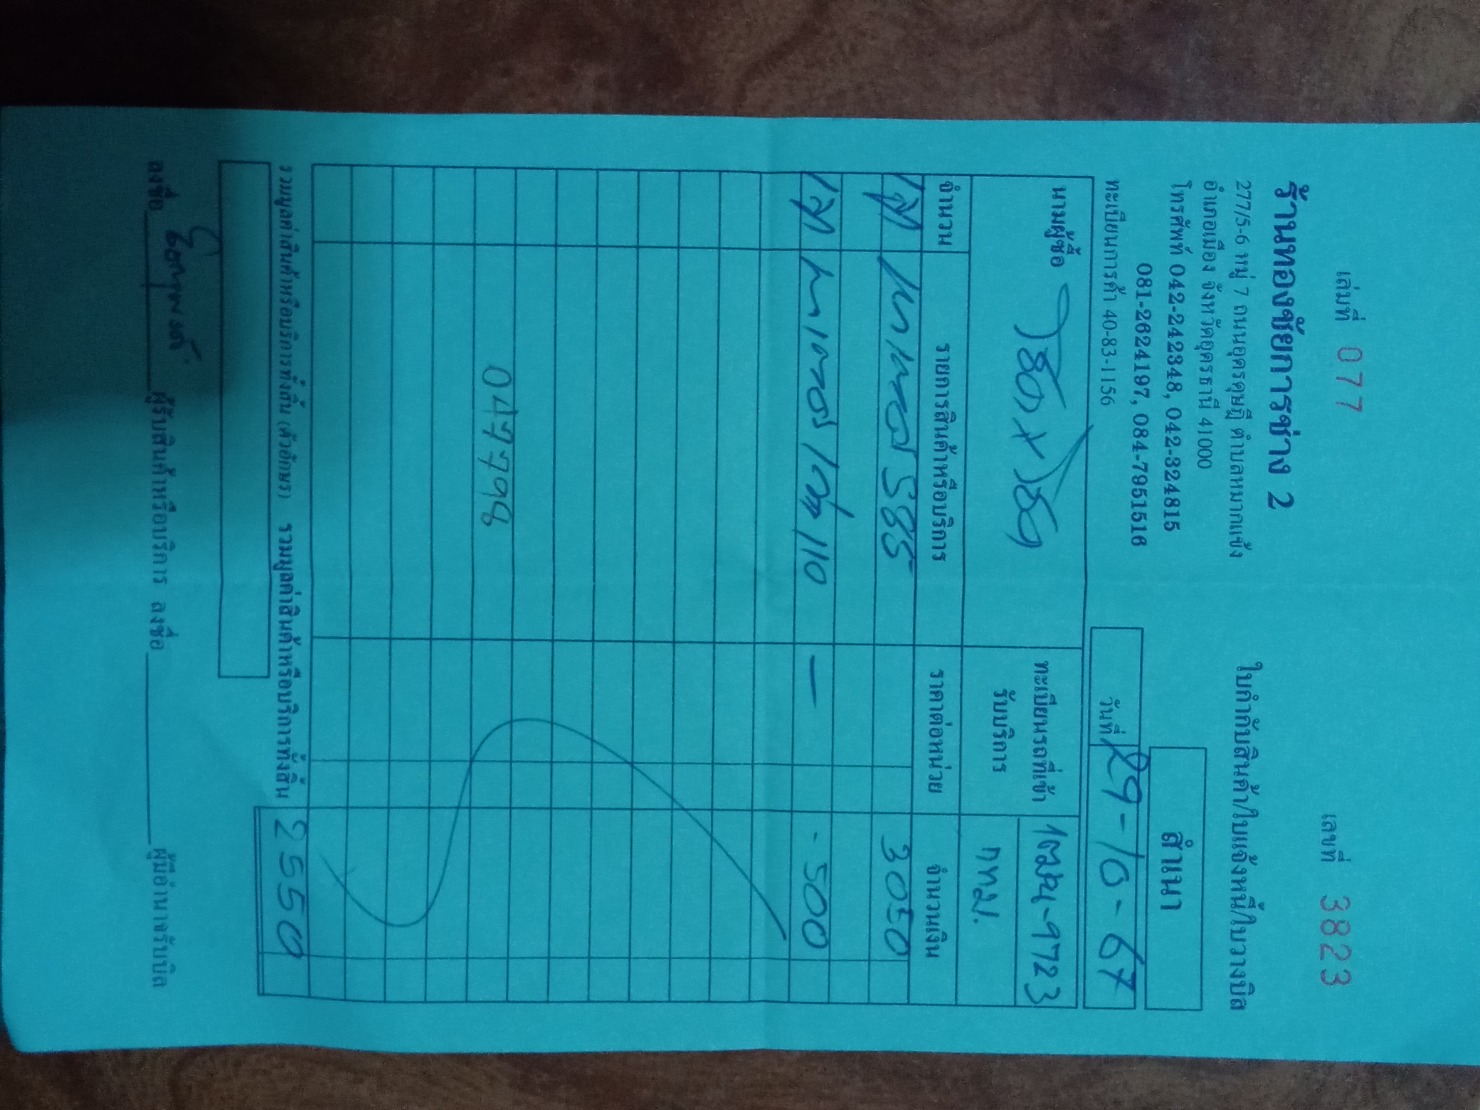 เล่มที่ 077
เลขที่ 3823
ร้านทองชัยการช่าง 2
277/5-6 หมู่ 7 ถนนอุดรดุษฎี ตำบลหมากแข้ง
อำเภอเมือง จังหวัดอุดรธานี 41000
โทรศัพท์ 042-242348, 042-324815
081-2624197, 084-7951516
ทะเบียนการค้า 40-83-1156
ใบกำกับสินค้า/ใบแจ้งหนี้/ใบวางบิล
สำเนา
วันที่ 29-10-67
นามผู้ซื้อ
ทะเบียนรถที่เข้ารับบริการ
9723
กทม.
จำนวน รายการสินค้าหรือบริการ ราคาต่อหน่วย จำนวนเงิน
585 3050
110 — - 500
รวมมูลค่าสินค้าหรือบริการทั้งสิ้น (ตัวอักษร) รวมมูลค่าสินค้าหรือบริการทั้งสิ้น 2550
ลงชื่อ ผู้รับสินค้าหรือบริการ ลงชื่อ ผู้มีอำนาจรับบิล